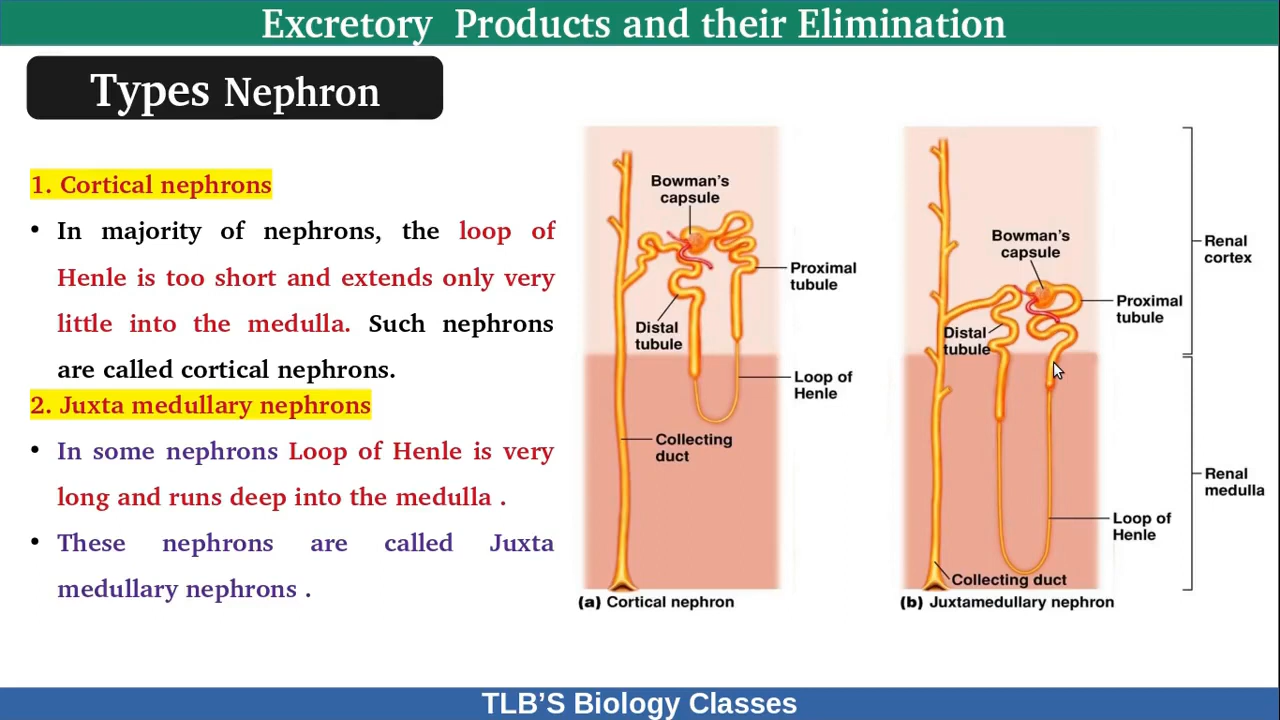 Excretory Products and their Elimination
Types Nephron
1. Cortical nephrons
• In majority of nephrons, the loop of
Henle is too short and extends only very
little into the medulla. Such nephrons
are called cortical nephrons.
2. Juxta medullary nephrons
• In some nephrons Loop of Henle is very
long and runs deep into the medulla .
• These nephrons are called Juxta
medullary nephrons .
Bowman's
capsule
Proximal
tubule
Distal
tubule
Loop of
Henle
Collecting
duct
(a) Cortical nephron
Bowman's
capsule
Proximal
tubule
Distal
tubule
Loop of
Henle
Collecting duct
(b) Juxtamedullary nephron
Renal
cortex
Renal
medulla
TLB'S Biology Classes